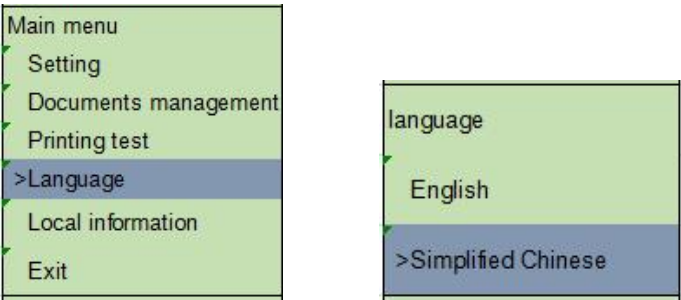 Main menu
Setting
Documents management
Printing test
>Language
Local information
Exit
language
English
>Simplified Chinese